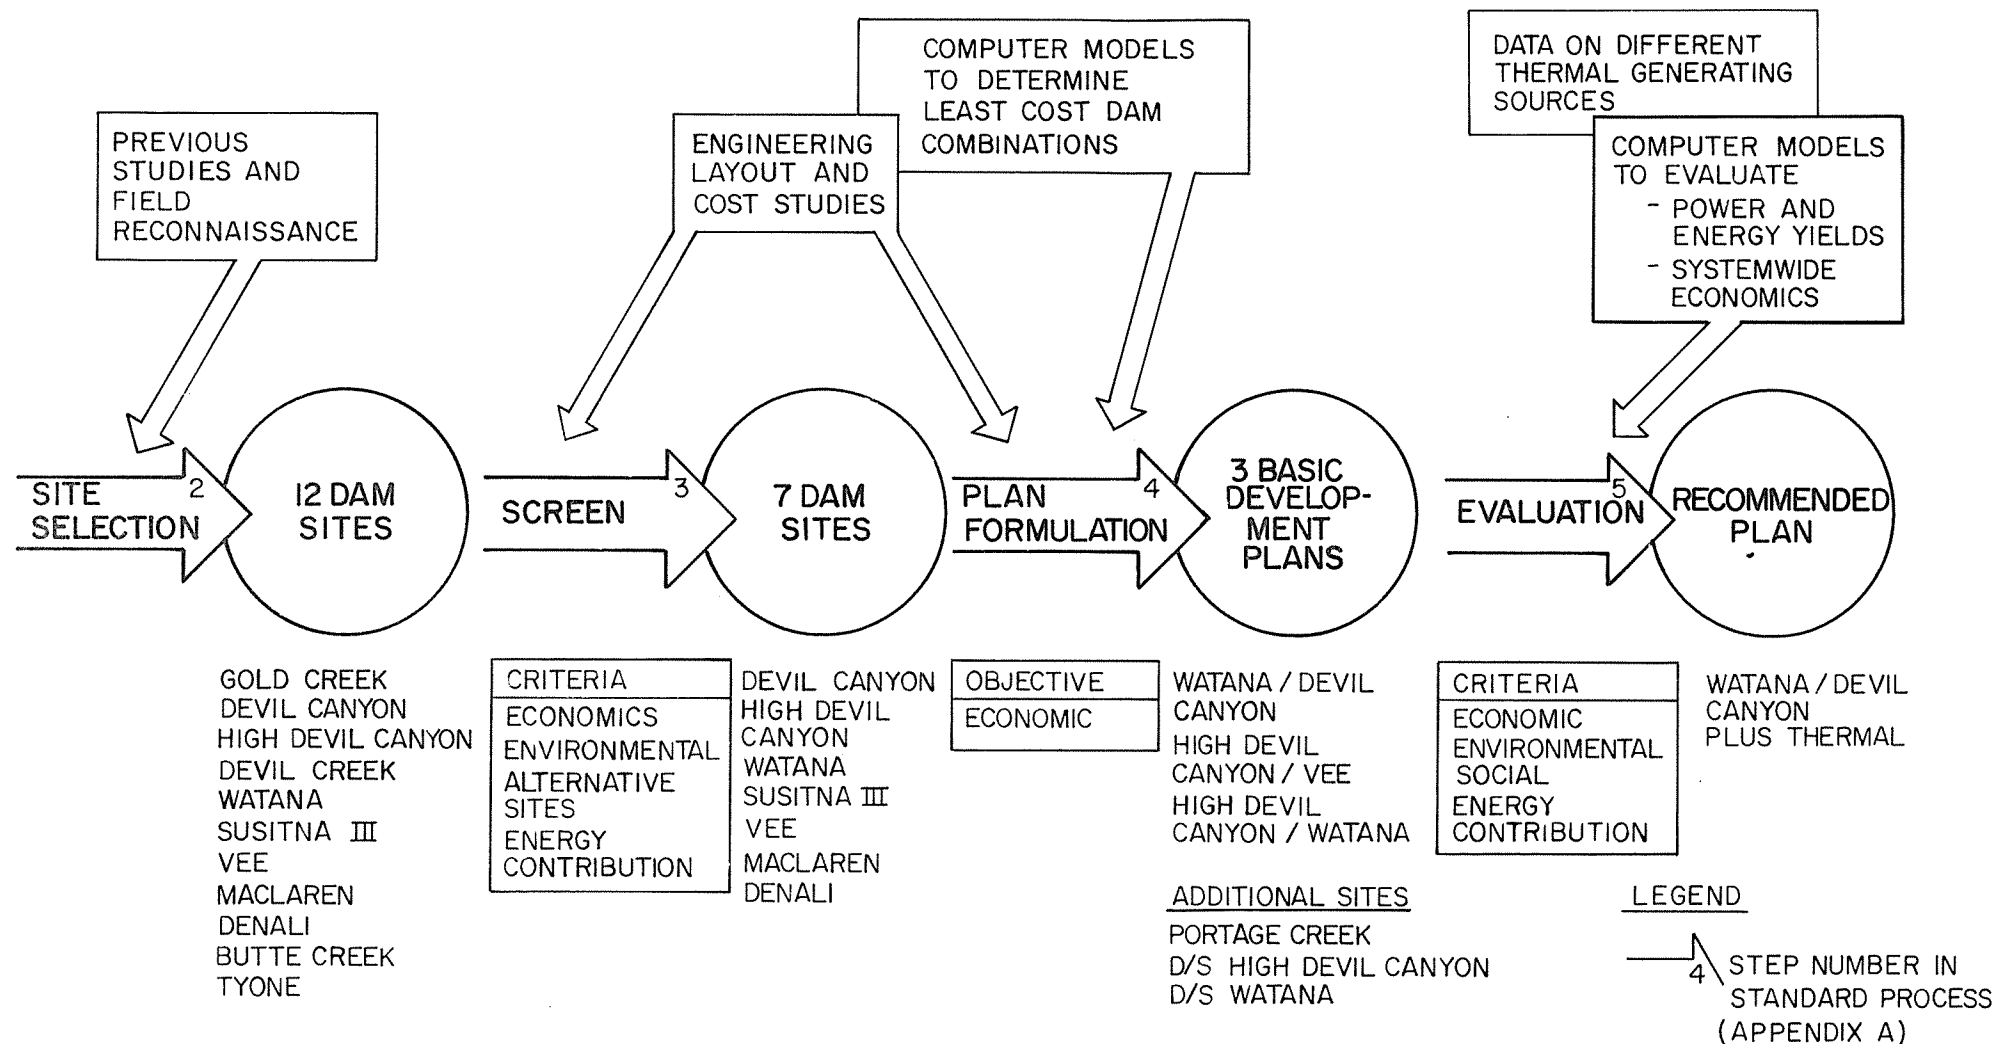 PREVIOUS
STUDIES AND
FIELD
RECONNAISSANCE
ENGINEERING
LAYOUT AND
COST STUDIES
COMPUTER MODELS
TO DETERMINE
LEAST COST DAM
COMBINATIONS
DATA ON DIFFERENT
THERMAL GENERATING
SOURCES
COMPUTER MODELS
TO EVALUATE
- POWER AND
ENERGY YIELDS
- SYSTEMWIDE
ECONOMICS
SITE
SELECTION
2
12 DAM
SITES
SCREEN
3
7 DAM
SITES
PLAN
FORMULATION
4
3 BASIC
DEVELOP-
MENT
PLANS
EVALUATION
5
RECOMMENDED
PLAN
GOLD CREEK
DEVIL CANYON
HIGH DEVIL CANYON
DEVIL CREEK
WATANA
SUSITNA III
VEE
MACLAREN
DENALI
BUTTE CREEK
TYONE
CRITERIA
ECONOMICS
ENVIRONMENTAL
ALTERNATIVE
SITES
ENERGY
CONTRIBUTION
DEVIL CANYON
HIGH DEVIL
CANYON
WATANA
SUSITNA III
VEE
MACLAREN
DENALI
OBJECTIVE
ECONOMIC
WATANA / DEVIL
CANYON
HIGH DEVIL
CANYON / VEE
HIGH DEVIL
CANYON / WATANA
ADDITIONAL SITES
PORTAGE CREEK
D/S HIGH DEVIL CANYON
D/S WATANA
CRITERIA
ECONOMIC
ENVIRONMENTAL
SOCIAL
ENERGY
CONTRIBUTION
WATANA / DEVIL
CANYON
PLUS THERMAL
LEGEND
4
STEP NUMBER IN
STANDARD PROCESS
(APPENDIX A)